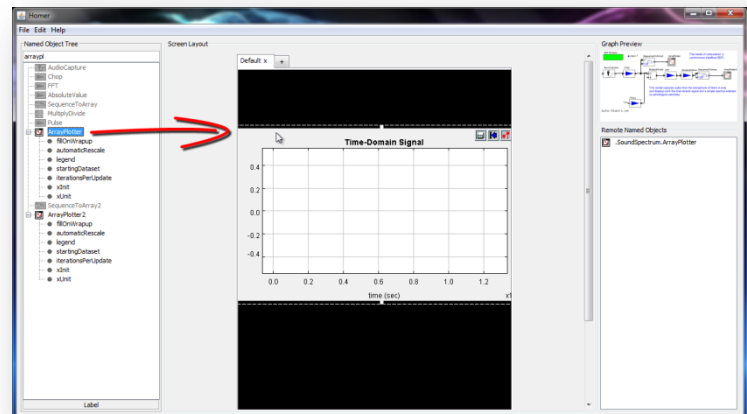 Homer
File Edit Help
Named Object Tree
arraypl
AudioCapture
Chop
FFT
AbsoluteValue
SequenceToArray
MultiplyDivide
Pulse
ArrayPlotter
fillOnWrapup
automaticRescale
legend
startingDataset
iterationsPerUpdate
xInit
xUnit
SequenceToArray2
ArrayPlotter2
fillOnWrapup
automaticRescale
legend
startingDataset
iterationsPerUpdate
xInit
xUnit
Label
Screen Layout
Default x +
Time-Domain Signal
0.4
0.2
0.0
-0.2
-0.4
0.0 0.2 0.4 0.6 0.8 1.0 1.2
time (sec) x1
Graph Preview
Remote Named Objects
.SoundSpectrum.ArrayPlotter